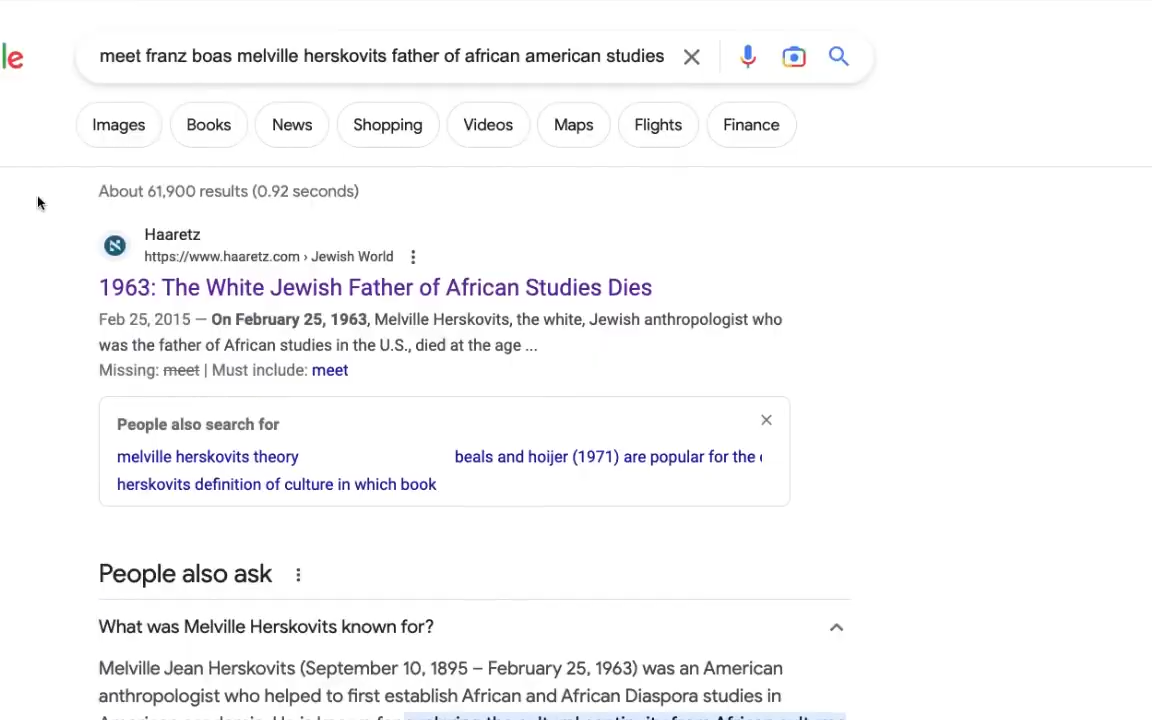 le
meet franz boas melville herskovits father of african american studies
Images Books News Shopping Videos Maps Flights Finance
About 61,900 results (0.92 seconds)
Haaretz
https://www.haaretz.com › Jewish World
1963: The White Jewish Father of African Studies Dies
Feb 25, 2015 — On February 25, 1963, Melville Herskovits, the white, Jewish anthropologist who
was the father of African studies in the U.S., died at the age ...
Missing: meet | Must include: meet
People also search for
melville herskovits theory
beals and hoijer (1971) are popular for the
herskovits definition of culture in which book
People also ask
What was Melville Herskovits known for?
Melville Jean Herskovits (September 10, 1895 – February 25, 1963) was an American
anthropologist who helped to first establish African and African Diaspora studies in